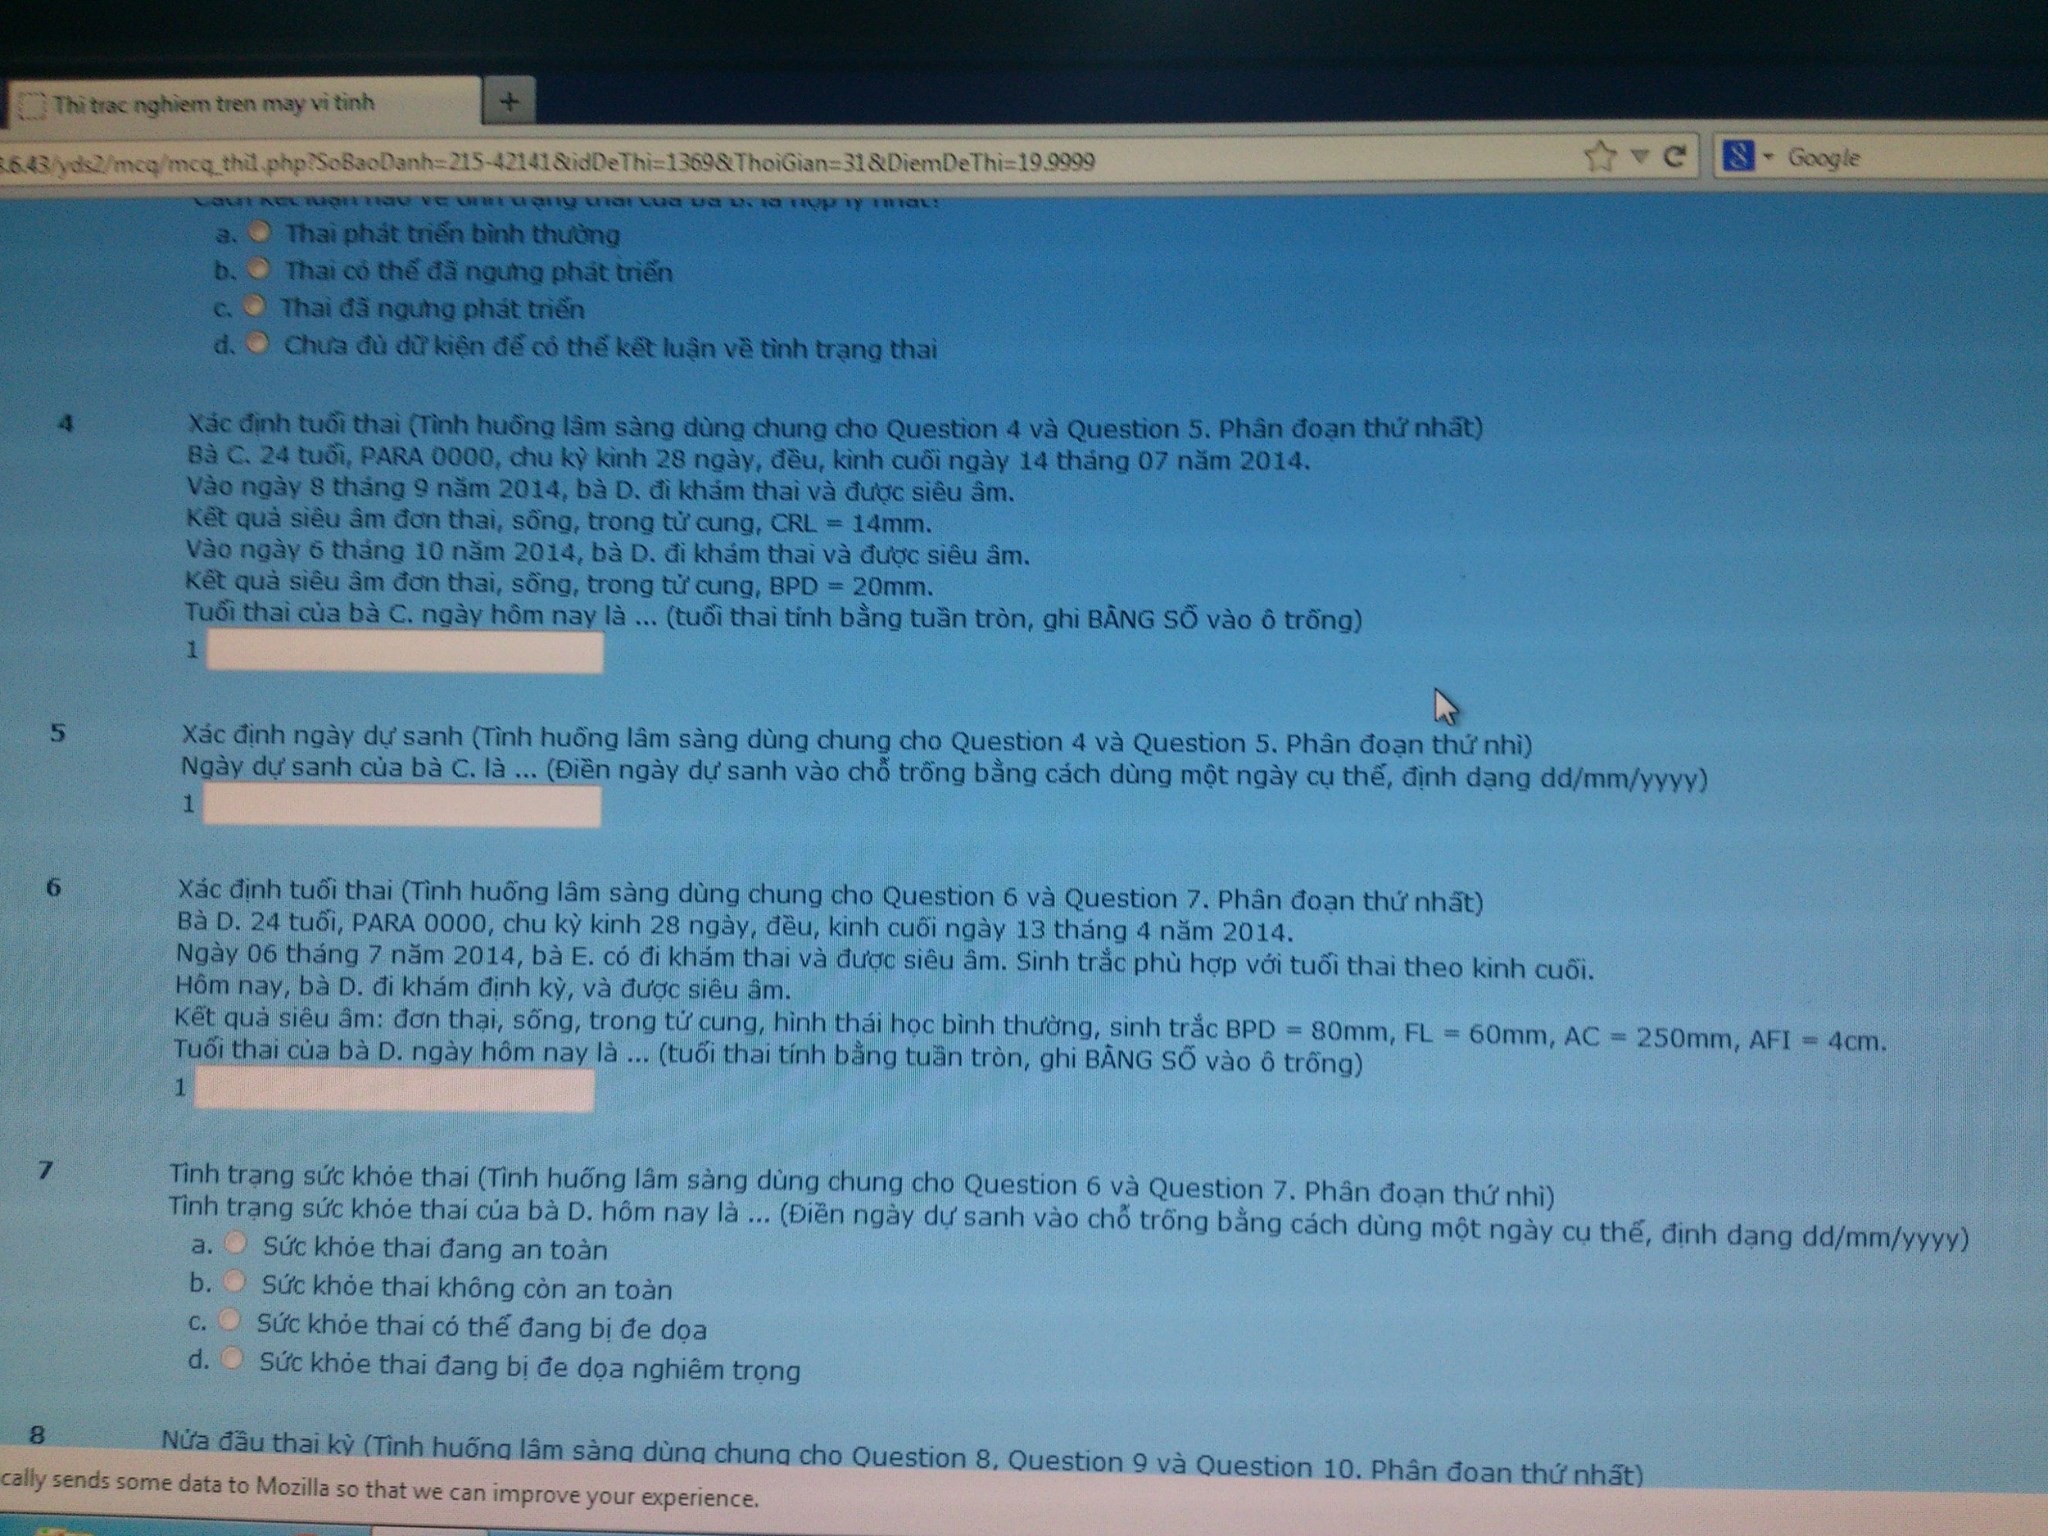 Thi trac nghiem tren may vi tinh
+
.6.43/yds2/mcq/mcq_thi1.php?SoBaoDanh=215-42141&idDeThi=1369&ThoiGian=31&DiemDeThi=19.9999
8 Google
Cách kết luận nào về tình trạng thai của bà B. là hợp lý nhất?
a. Thai phát triển bình thường
b. Thai có thể đã ngưng phát triển
c. Thai đã ngưng phát triển
d. Chưa đủ dữ kiện để có thể kết luận về tình trạng thai
4 Xác định tuổi thai (Tình huống lâm sàng dùng chung cho Question 4 và Question 5. Phân đoạn thứ nhất)
Bà C. 24 tuổi, PARA 0000, chu kỳ kinh 28 ngày, đều, kinh cuối ngày 14 tháng 07 năm 2014.
Vào ngày 8 tháng 9 năm 2014, bà D. đi khám thai và được siêu âm.
Kết quả siêu âm đơn thai, sống, trong tử cung, CRL = 14mm.
Vào ngày 6 tháng 10 năm 2014, bà D. đi khám thai và được siêu âm.
Kết quả siêu âm đơn thai, sống, trong tử cung, BPD = 20mm.
Tuổi thai của bà C. ngày hôm nay là ... (tuổi thai tính bằng tuần tròn, ghi BẰNG SỐ vào ô trống)
1
5 Xác định ngày dự sanh (Tình huống lâm sàng dùng chung cho Question 4 và Question 5. Phân đoạn thứ nhì)
Ngày dự sanh của bà C. là ... (Điền ngày dự sanh vào chỗ trống bằng cách dùng một ngày cụ thể, định dạng dd/mm/yyyy)
1
6 Xác định tuổi thai (Tình huống lâm sàng dùng chung cho Question 6 và Question 7. Phân đoạn thứ nhất)
Bà D. 24 tuổi, PARA 0000, chu kỳ kinh 28 ngày, đều, kinh cuối ngày 13 tháng 4 năm 2014.
Ngày 06 tháng 7 năm 2014, bà E. có đi khám thai và được siêu âm. Sinh trắc phù hợp với tuổi thai theo kinh cuối.
Hôm nay, bà D. đi khám định kỳ, và được siêu âm.
Kết quả siêu âm: đơn thại, sống, trong tử cung, hình thái học bình thường, sinh trắc BPD = 80mm, FL = 60mm, AC = 250mm, AFI = 4cm.
Tuổi thai của bà D. ngày hôm nay là ... (tuổi thai tính bằng tuần tròn, ghi BẰNG SỐ vào ô trống)
1
7 Tình trạng sức khỏe thai (Tình huống lâm sàng dùng chung cho Question 6 và Question 7. Phân đoạn thứ nhì)
Tình trạng sức khỏe thai của bà D. hôm nay là ... (Điền ngày dự sanh vào chỗ trống bằng cách dùng một ngày cụ thể, định dạng dd/mm/yyyy)
a. Sức khỏe thai đang an toàn
b. Sức khỏe thai không còn an toàn
c. Sức khỏe thai có thể đang bị đe dọa
d. Sức khỏe thai đang bị đe dọa nghiêm trọng
8 Nửa đầu thai kỳ (Tình huống lâm sàng dùng chung cho Question 8, Question 9 và Question 10. Phân đoạn thứ nhất)
cally sends some data to Mozilla so that we can improve your experience.